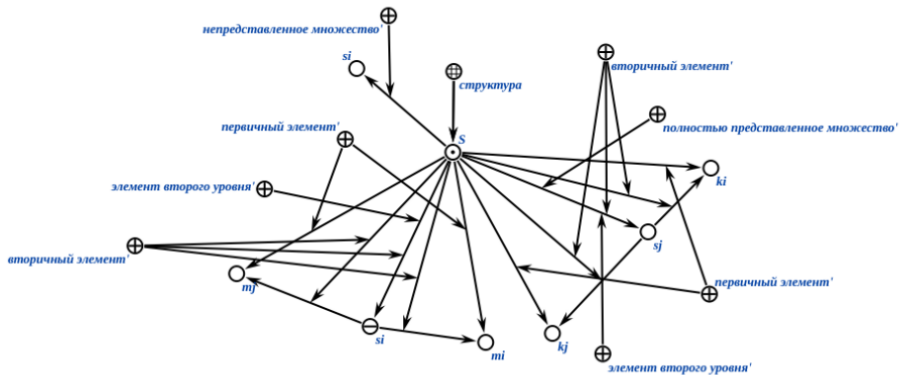 непредставленное множество'
si
вторичный элемент'
структура
полностью представленное множество'
первичный элемент'
S
ki
элемент второго уровня'
sj
вторичный элемент'
mj
первичный элемент'
si
mi
kj
элемент второго уровня'